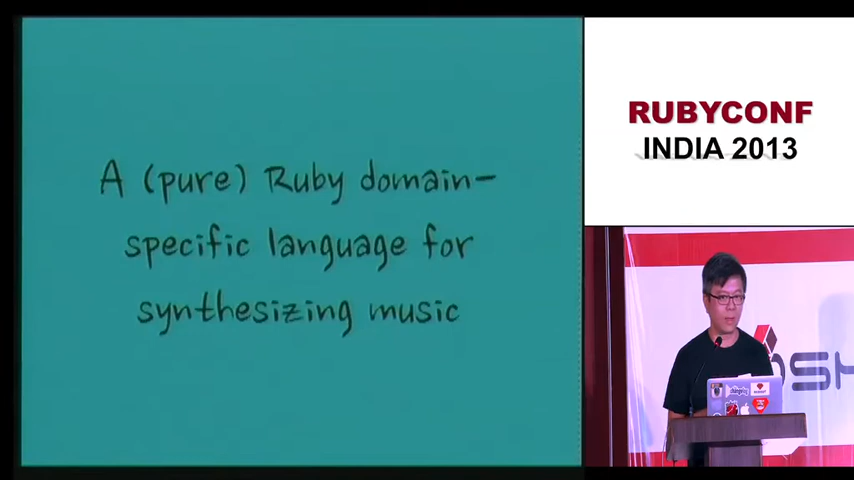 A (pure) Ruby domain-
specific language for
synthesizing music
RUBYCONF
INDIA 2013